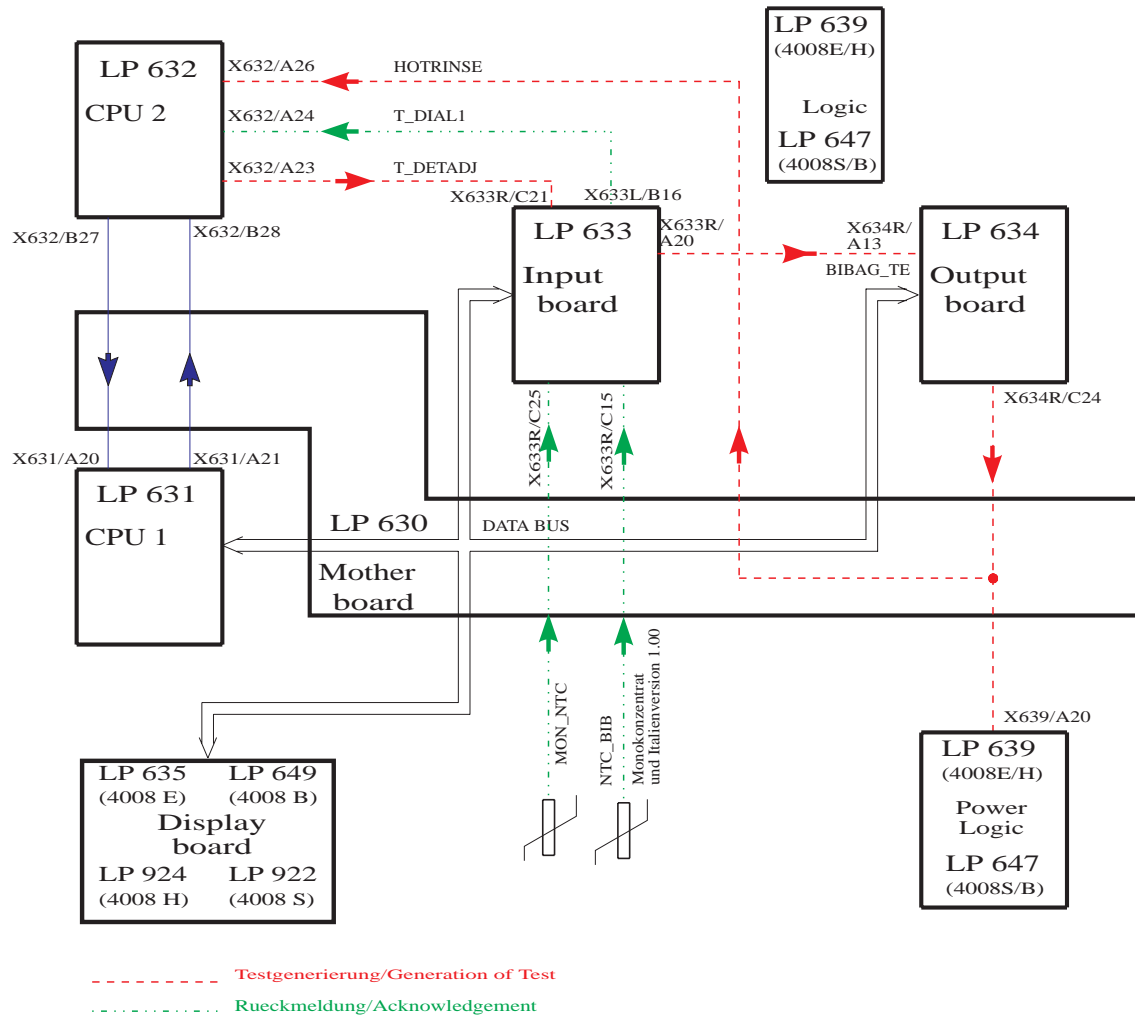 LP 639
(4008E/H)
Logic
LP 647
(4008S/B)
LP 632
CPU 2
X632/A26
HOTRINSE
X632/A24
T_DIAL1
X632/A23
T_DETADJ
X633R/C21
X633L/B16
X632/B27
X632/B28
LP 633
Input
board
X633R/
A20
X634R/
A13
BIBAG_TE
LP 634
Output
board
X634R/C24
X633R/C25
X633R/C15
X631/A20
X631/A21
LP 631
CPU 1
LP 630
DATA BUS
Mother
board
MON_NTC
NTC_BIB
Monokonzentrat
und Italienversion 1.00
X639/A20
LP 639
(4008E/H)
Power
Logic
LP 647
(4008S/B)
LP 635
(4008 E)
LP 649
(4008 B)
Display
board
LP 924
(4008 H)
LP 922
(4008 S)
Testgenerierung/Generation of Test
Rueckmeldung/Acknowledgement